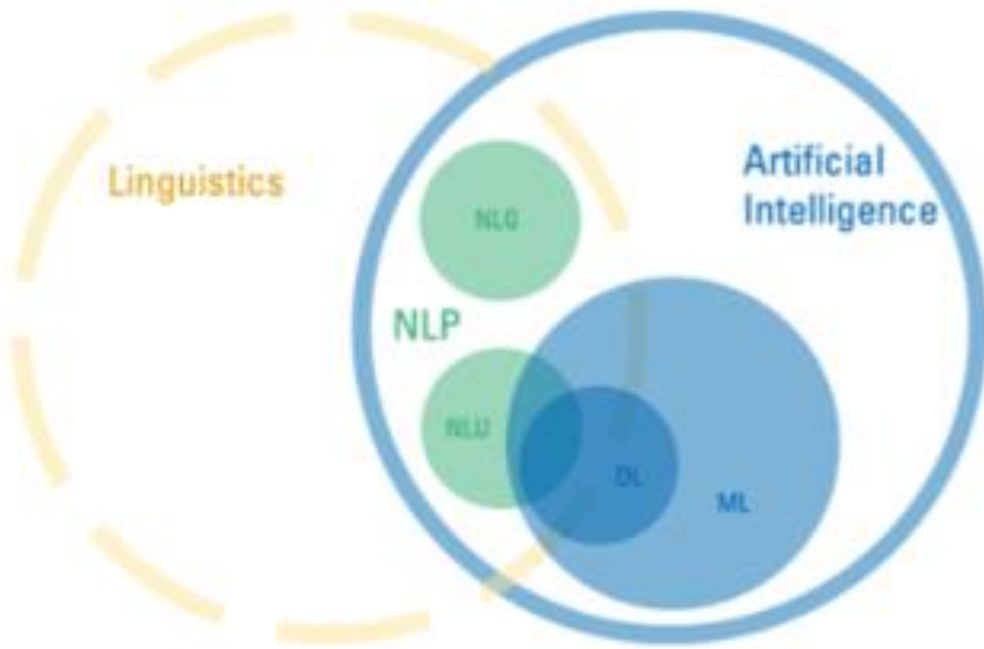 Linguistics
Artificial
Intelligence
NLG
NLP
NLU
DL
ML